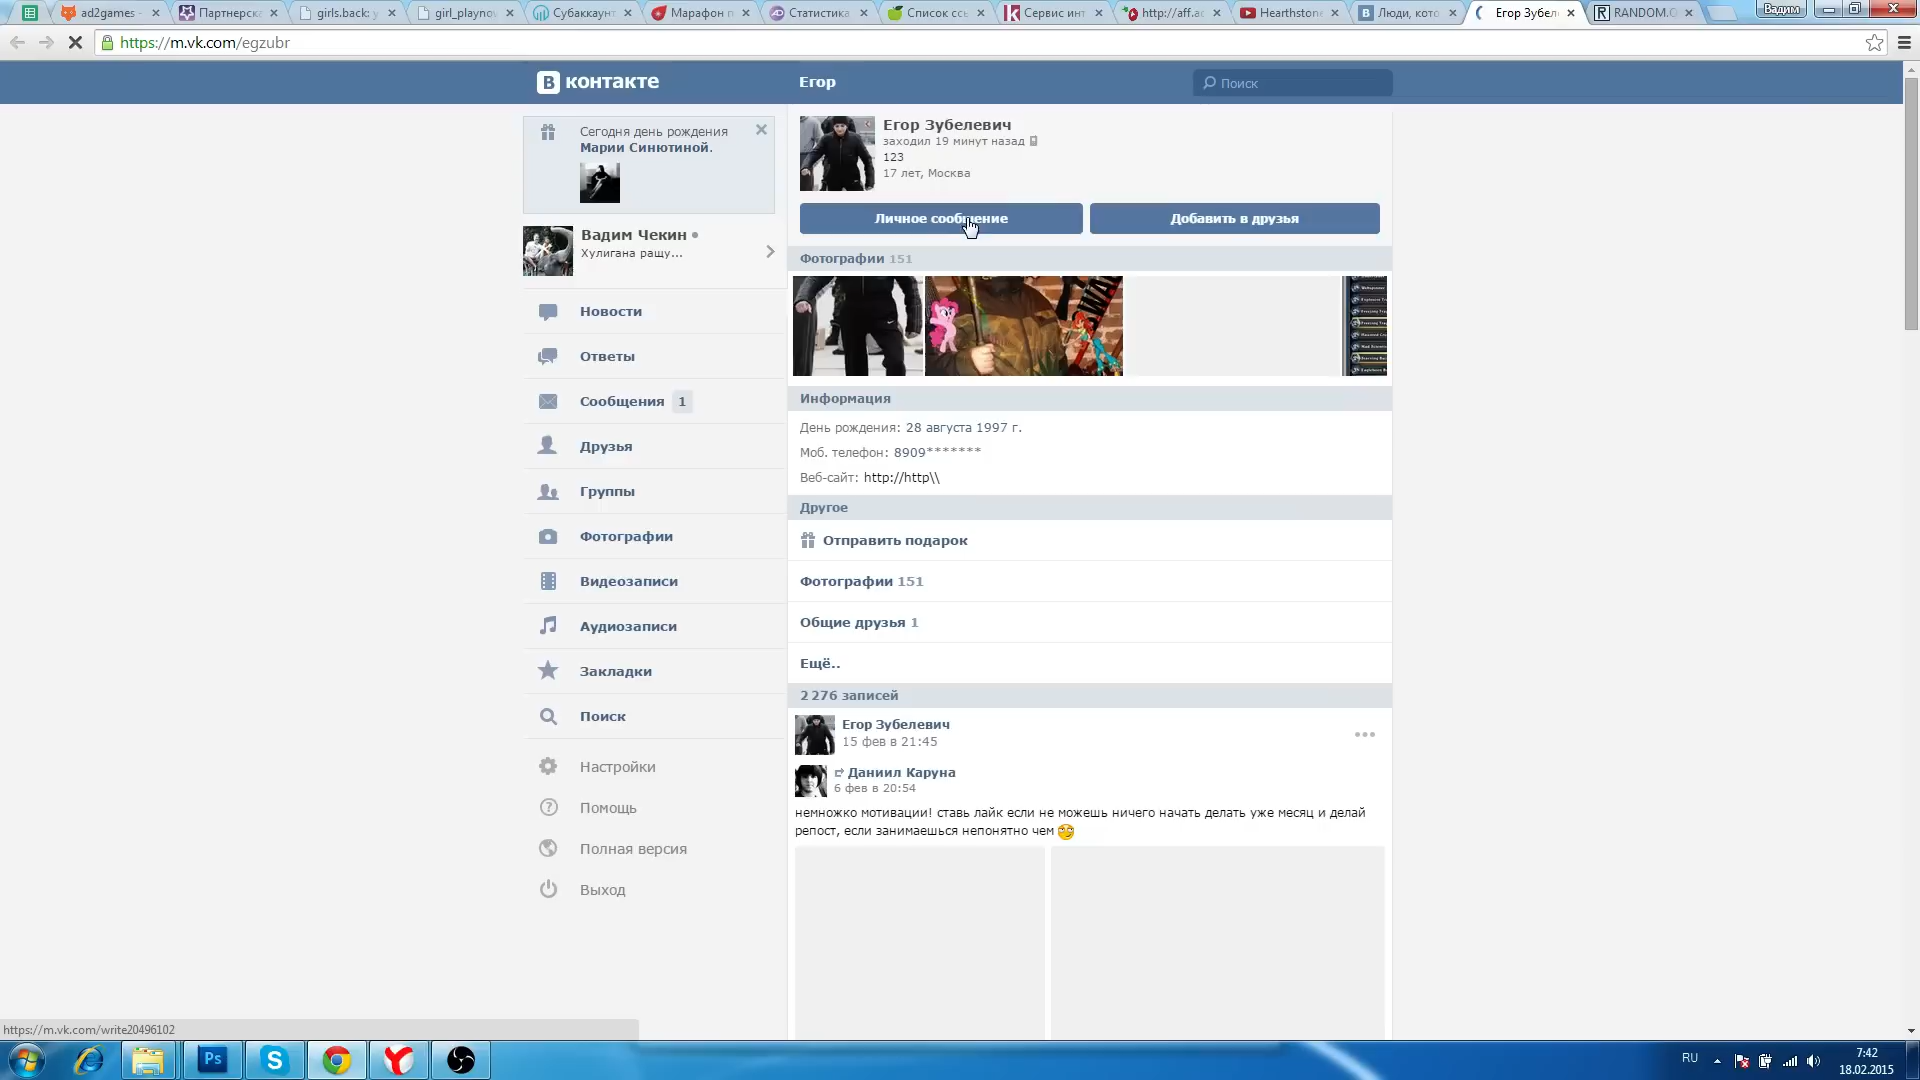 ad2games -
Партнерска
girls.back: y
girl_playnov
Субаккаунт
Марафон п
Статистика
Список ссы
Сервис инт
http://aff.ad
Hearthstone
Люди, кото
Егор Зубел
RANDOM.O
Вадим
https://m.vk.com/egzubr
В контакте
Егор
Поиск
Сегодня день рождения
Марии Синютиной.
Вадим Чекин
Хулигана ращу...
Новости
Ответы
Сообщения 1
Друзья
Группы
Фотографии
Видеозаписи
Аудиозаписи
Закладки
Поиск
Настройки
Помощь
Полная версия
Выход
Егор Зубелевич
заходил 19 минут назад
123
17 лет, Москва
Личное сообщение
Добавить в друзья
Фотографии 151
Информация
День рождения: 28 августа 1997 г.
Моб. телефон: 8909*******
Веб-сайт: http://http\\
Другое
Отправить подарок
Фотографии 151
Общие друзья 1
Ещё..
2 276 записей
Егор Зубелевич
15 фев в 21:45
Даниил Каруна
6 фев в 20:54
немножко мотивации! ставь лайк если не можешь ничего начать делать уже месяц и делай
репост, если занимаешься непонятно чем
https://m.vk.com/write20496102
Ps
RU
7:42
18.02.2015